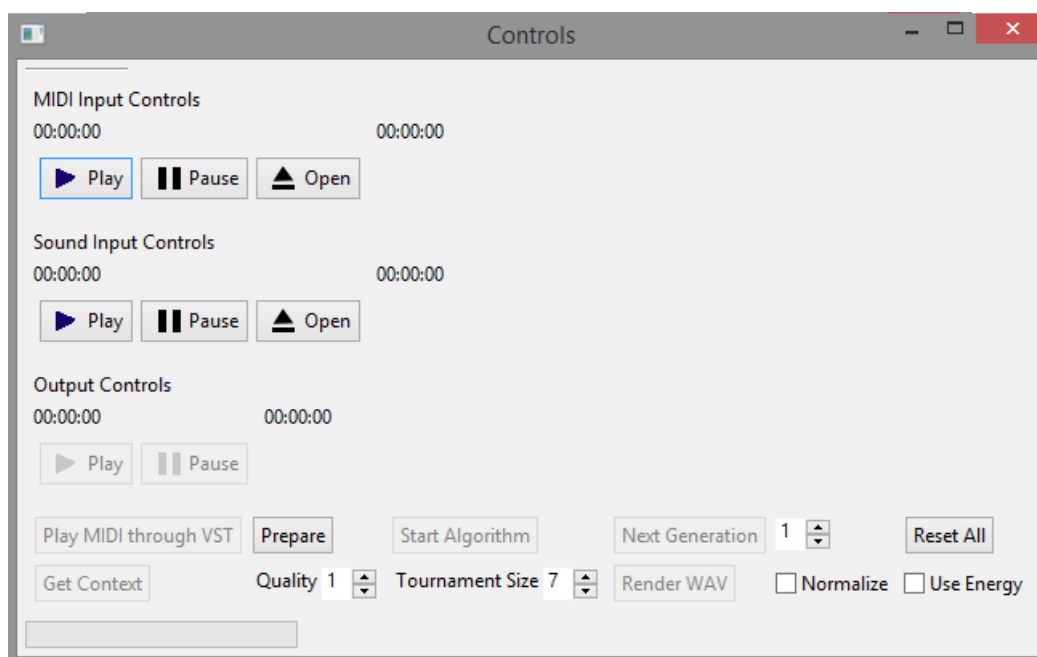 Controls
MIDI Input Controls
00:00:00 00:00:00
Play Pause Open
Sound Input Controls
00:00:00 00:00:00
Play Pause Open
Output Controls
00:00:00 00:00:00
Play Pause
Play MIDI through VST Prepare Start Algorithm Next Generation 1 Reset All
Get Context Quality 1 Tournament Size 7 Render WAV Normalize Use Energy